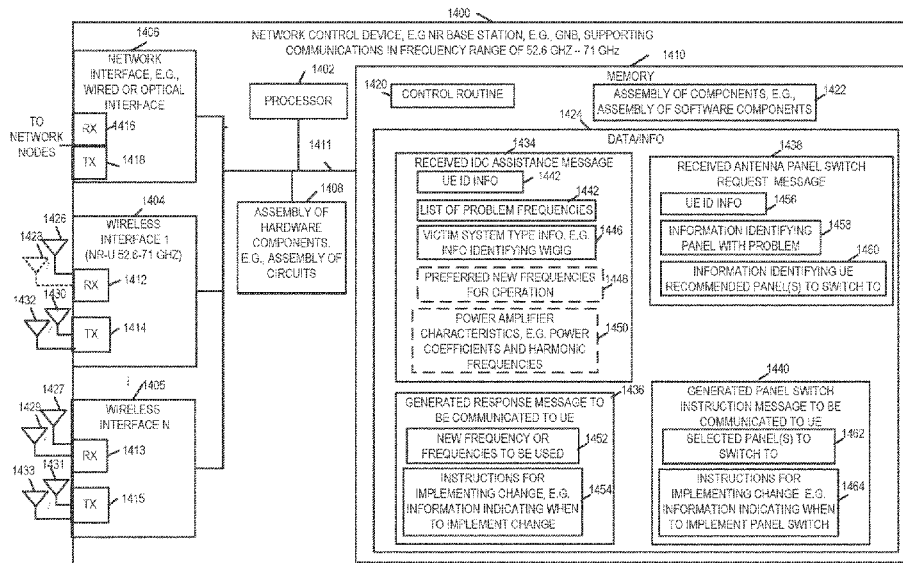 1400
NETWORK CONTROL DEVICE, E.G NR BASE STATION, E.G., GNB, SUPPORTING
COMMUNICATIONS IN FREQUENCY RANGE OF 52.6 GHZ – 71 GHz
1406
NETWORK
INTERFACE, E.G.,
WIRED OR OPTICAL
INTERFACE
RX
1416
TX
1418
TO
NETWORK
NODES
1402
PROCESSOR
1411
1408
ASSEMBLY OF
HARDWARE
COMPONENTS,
E.G., ASSEMBLY OF
CIRCUITS
1404
WIRELESS
INTERFACE 1
(NR-U 52.6-71 GHZ)
1426
1428
RX
1412
1430
1432
TX
1414
1405
WIRELESS
INTERFACE N
1427
1429
RX
1413
1431
1433
TX
1415
1410
MEMORY
1420
CONTROL ROUTINE
ASSEMBLY OF COMPONENTS, E.G.,
ASSEMBLY OF SOFTWARE
COMPONENTS
1422
1424
DATA/INFO
1434
RECEIVED IDC ASSISTANCE MESSAGE
UE ID INFO
1442
LIST OF PROBLEM FREQUENCIES
1442
VICTIM SYSTEM TYPE INFO. E.G.
INFO IDENTIFYING WIGIG
1446
PREFERRED NEW FREQUENCIES
FOR OPERATION
1448
POWER AMPLIFIER
CHARACTERISTICS, E.G. POWER
COEFFICIENTS AND HARMONIC
FREQUENCIES
1450
1438
RECEIVED ANTENNA PANEL SWITCH
REQUEST MESSAGE
UE ID INFO
1456
INFORMATION IDENTIFYING
PANEL WITH PROBLEM
1458
1460
INFORMATION IDENTIFYING UE
RECOMMENDED PANEL(S) TO SWITCH TO
1436
GENERATED RESPONSE MESSAGE TO
BE COMMUNICATED TO UE
NEW FREQUENCY OR
FREQUENCIES TO BE USED
1452
INSTRUCTIONS FOR
IMPLEMENTING CHANGE, E.G.
INFORMATION INDICATING WHEN
TO IMPLEMENT CHANGE
1454
1440
GENERATED PANEL SWITCH
INSTRUCTION MESSAGE TO BE
COMMUNICATED TO UE
SELECTED PANEL(S) TO
SWITCH TO
1462
INSTRUCTIONS FOR
IMPLEMENTING CHANGE. E.G.
INFORMATION INDICATING WHEN
TO IMPLEMENT PANEL SWITCH
1464